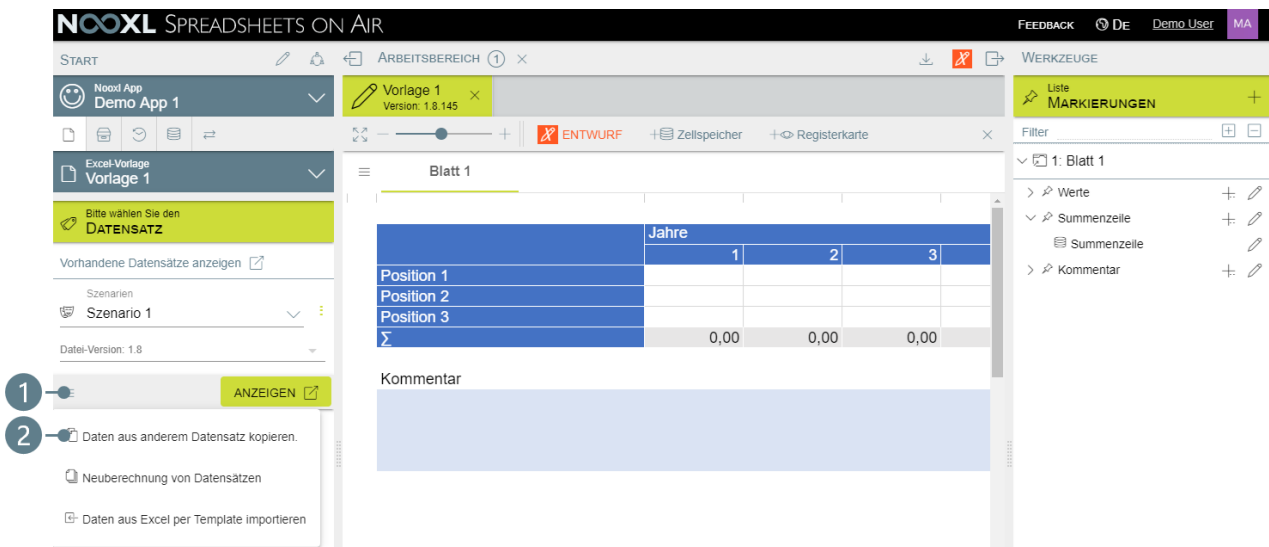 NOOXL SPREADSHEETS ON AIR
FEEDBACK DE Demo User MA
START
ARBEITSBEREICH 1
WERKZEUGE
Nooxl App
Demo App 1
Vorlage 1
Version: 1.8.145
Liste
MARKIERUNGEN
ENTWURF Zellspeicher Registerkarte
Filter
Excel-Vorlage
Vorlage 1
Blatt 1
1: Blatt 1
Bitte wählen Sie den
DATENSATZ
Vorhandene Datensätze anzeigen
Szenarien
Szenario 1
Datei-Version: 1.8
1
ANZEIGEN
2
Daten aus anderem Datensatz kopieren.
Neuberechnung von Datensätzen
Daten aus Excel per Template importieren
Jahre
1 2 3
Position 1
Position 2
Position 3
∑ 0,00 0,00 0,00
Kommentar
Werte
Summenzeile
Summenzeile
Kommentar